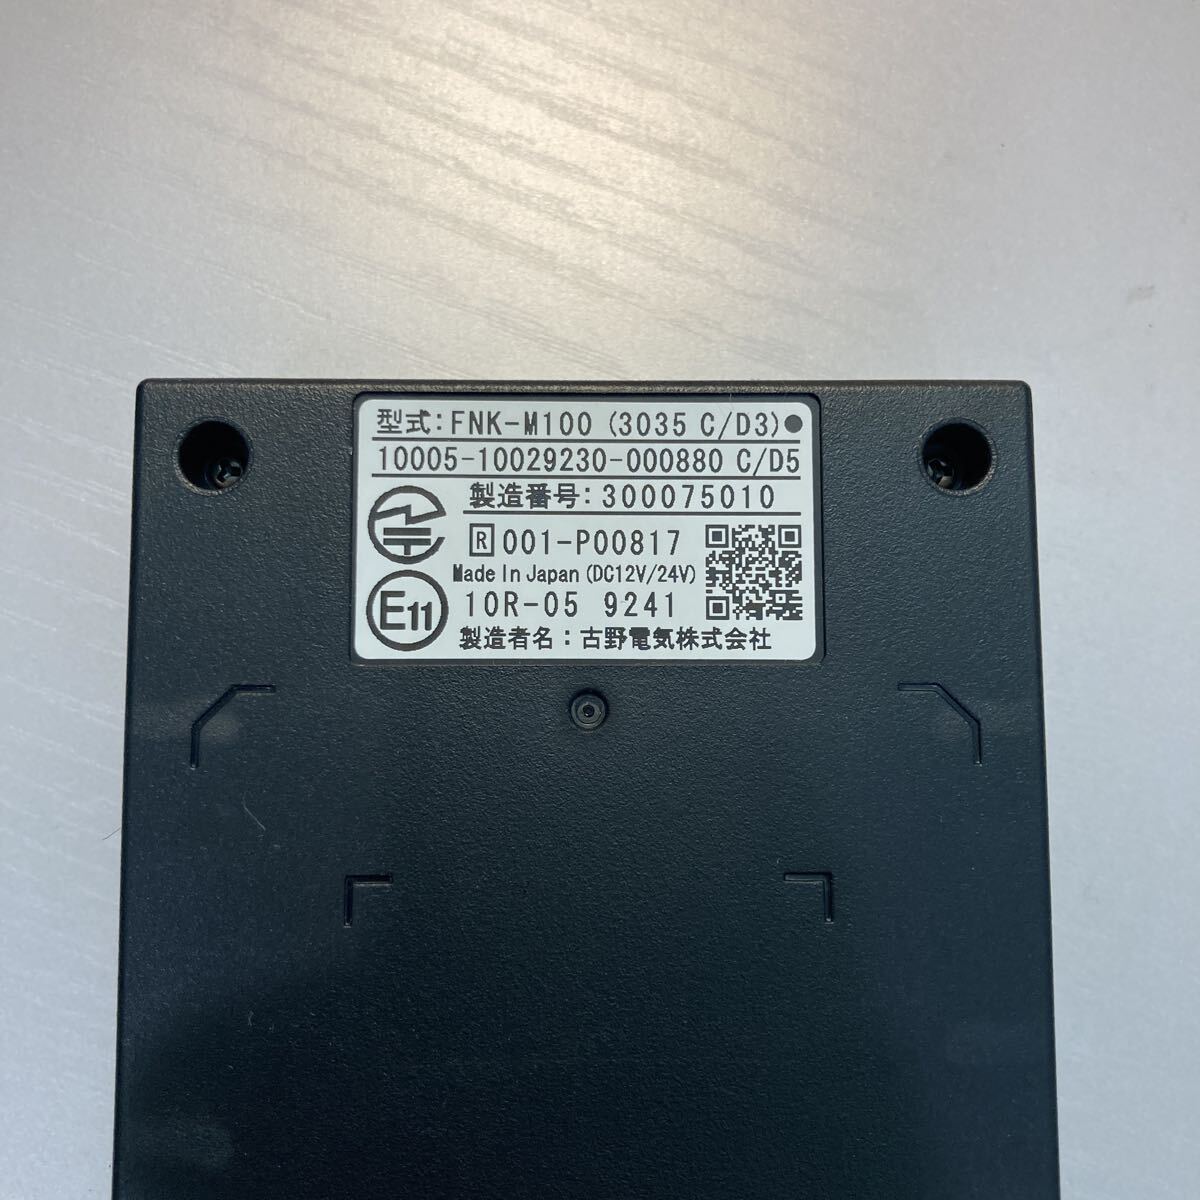 型式: FNK-M100 (3035 C/D3)●
10005-10029230-000880 C/D5
製造番号: 300075010
R 001-P00817
Made In Japan (DC12V/24V)
E11 10R-05 9241
製造者名: 古野電気株式会社